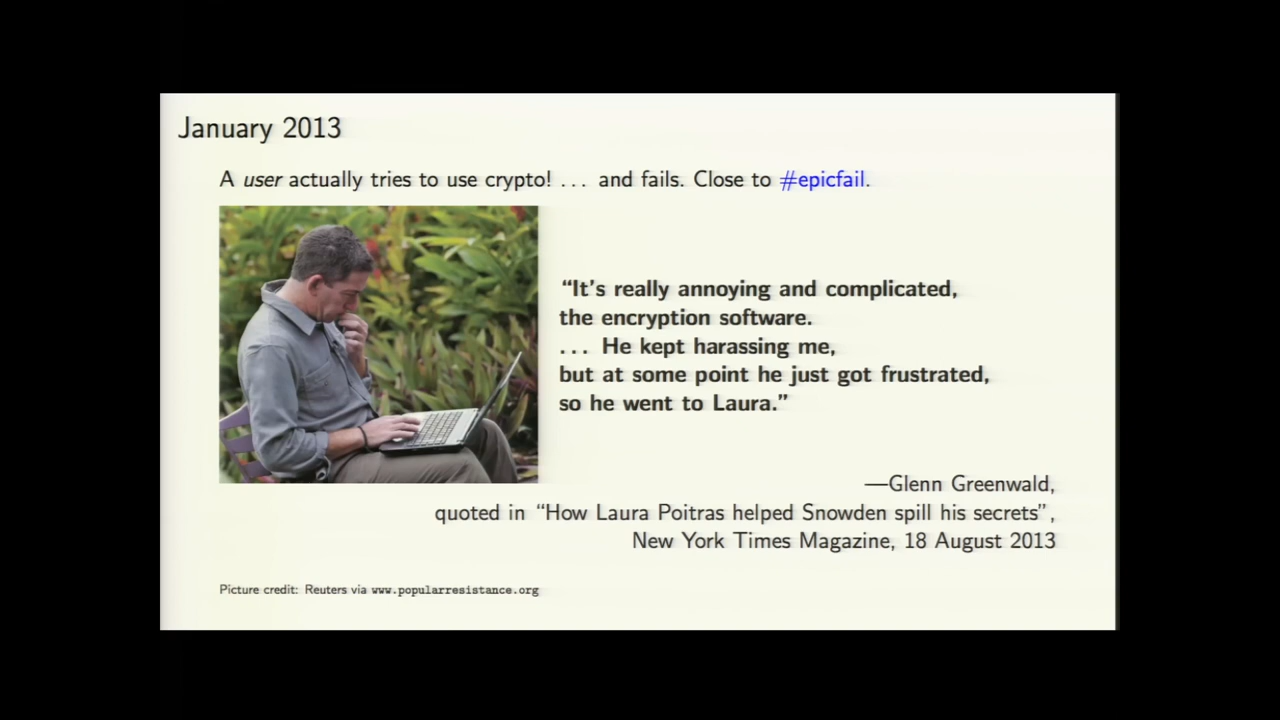 January 2013
A user actually tries to use crypto! ... and fails. Close to #epicfail.
“It’s really annoying and complicated,
the encryption software.
... He kept harassing me,
but at some point he just got frustrated,
so he went to Laura.”
—Glenn Greenwald,
quoted in “How Laura Poitras helped Snowden spill his secrets”,
New York Times Magazine, 18 August 2013
Picture credit: Reuters via www.popularresistance.org